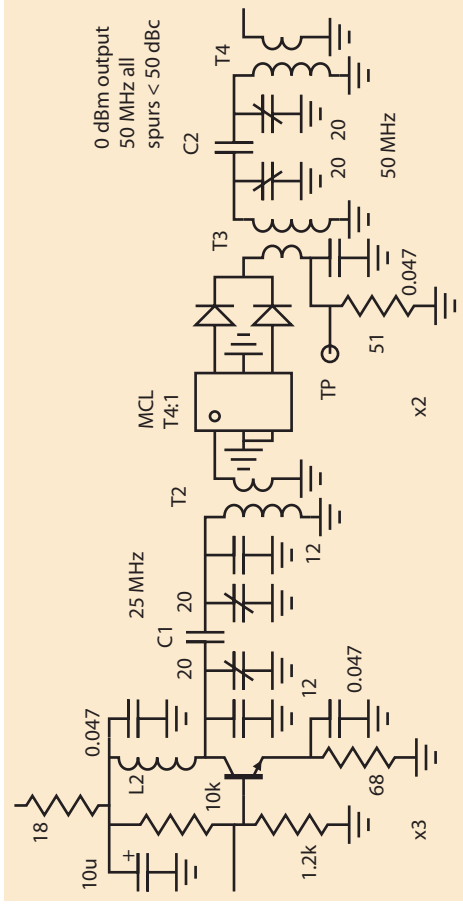 0 dBm output
50 MHz all
spurs < 50 dBc
18
10u
+
0.047
L2
10k
1.2k
68
0.047
x3
C1
25 MHz
20
20
12
12
T2
MCL
T4:1
TP
51
0.047
x2
T3
C2
20
20
50 MHz
T4